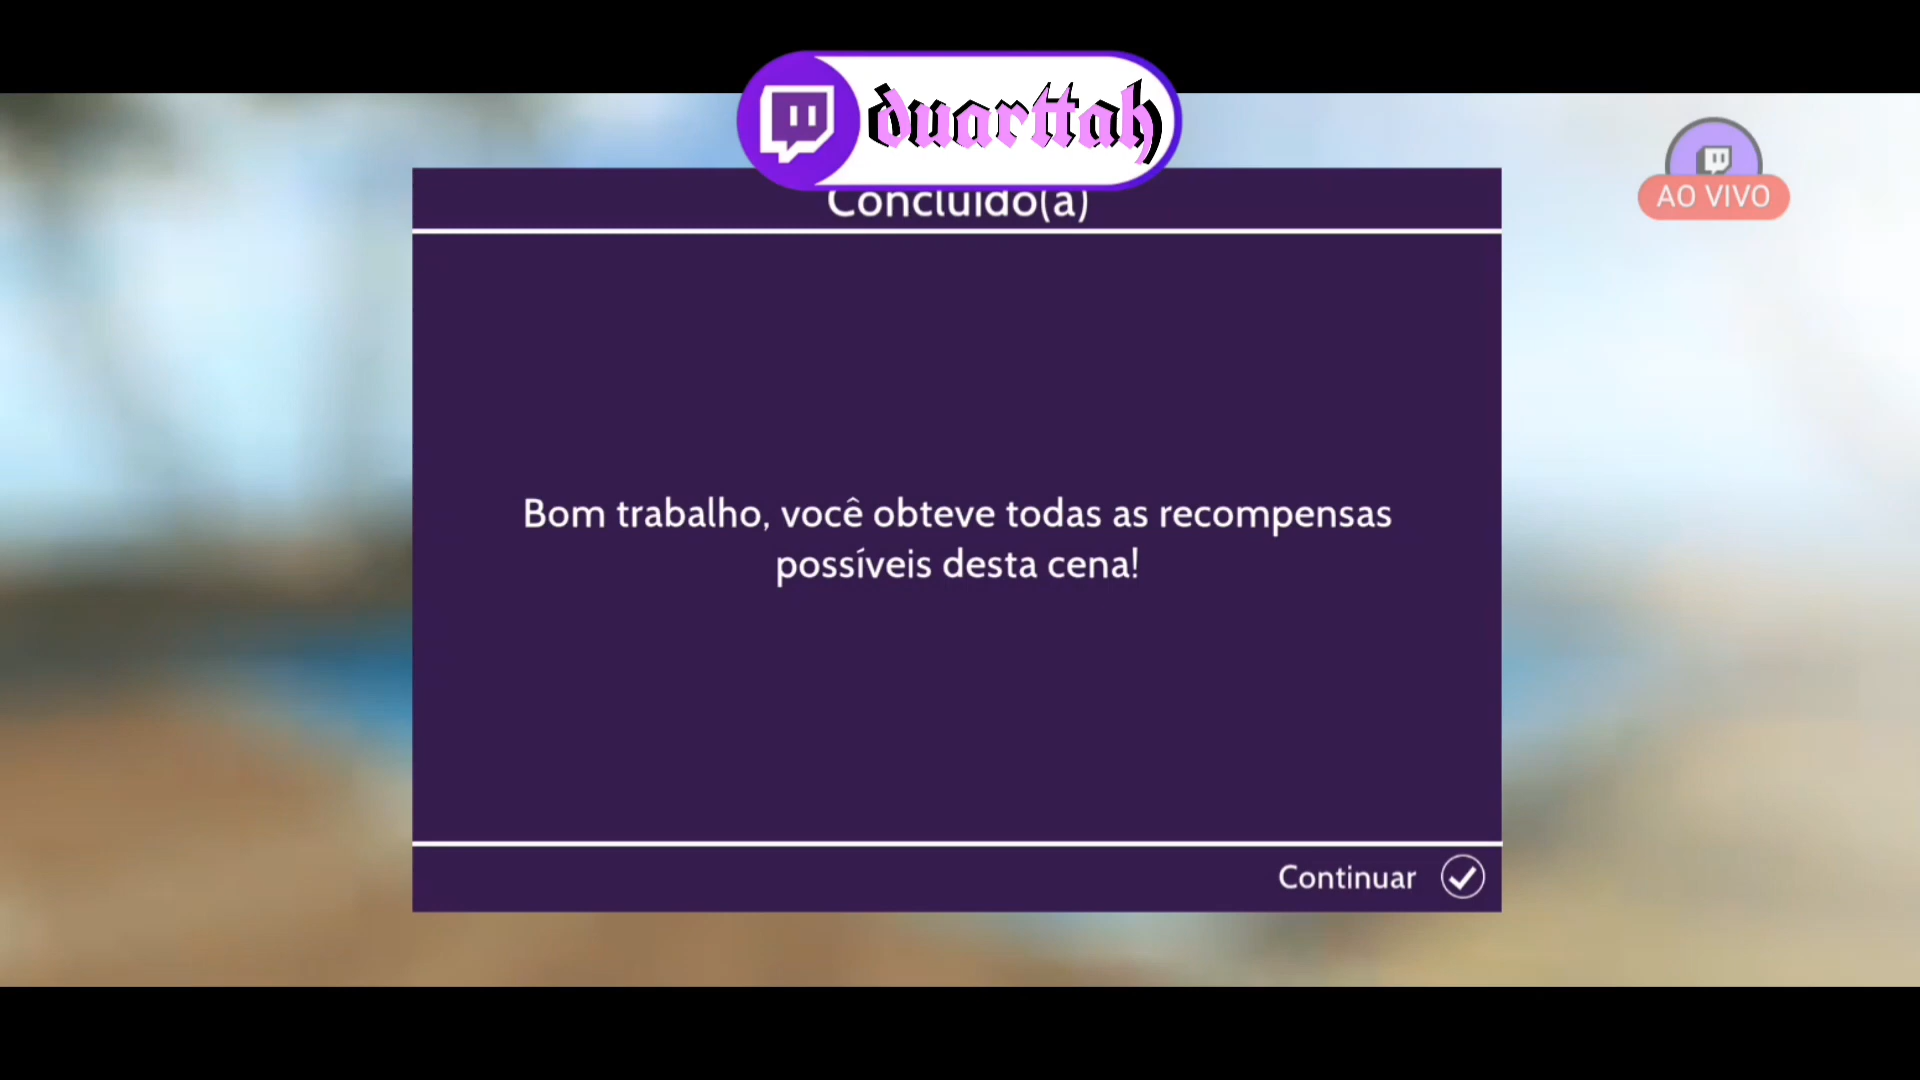 duarttah
AO VIVO
Concluído(a)
Bom trabalho, você obteve todas as recompensas
possíveis desta cena!
Continuar